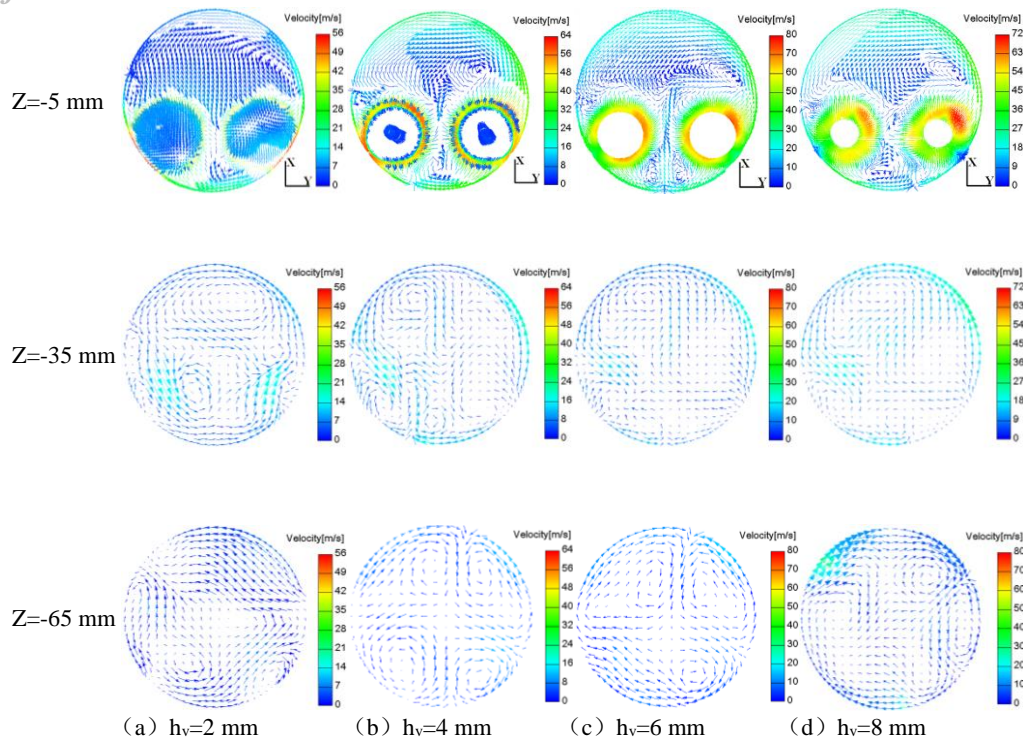 Velocity[m/s] Velocity[m/s] Velocity[m/s] Velocity[m/s]
56 64 80 72
49 56 70 63
42 48 60 54
35 40 50 45
28 32 40 36
21 24 30 27
14 16 20 18
7 8 10 9
0 0 0 0
Z=-5 mm
X X X X
Y Y Y Y
Velocity[m/s] Velocity[m/s] Velocity[m/s] Velocity[m/s]
56 64 80 72
49 56 70 63
42 48 60 54
35 40 50 45
28 32 40 36
21 24 30 27
14 16 20 18
7 8 10 9
0 0 0 0
Z=-35 mm
Velocity[m/s] Velocity[m/s] Velocity[m/s] Velocity[m/s]
56 64 80 80
49 56 70 70
42 48 60 60
35 40 50 50
28 32 40 40
21 24 30 30
14 16 20 20
7 8 10 10
0 0 0 0
Z=-65 mm
（a）hv=2 mm （b）hv=4 mm （c）hv=6 mm （d）hv=8 mm